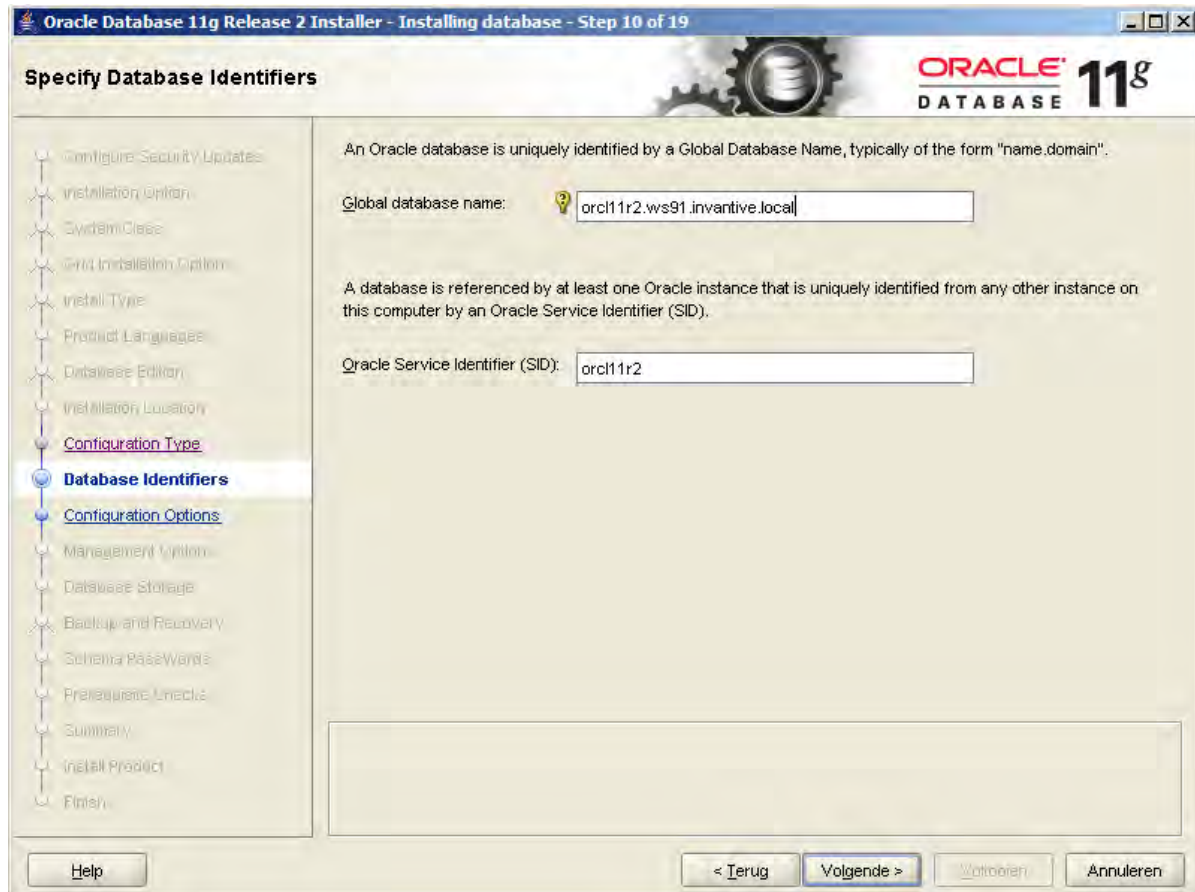 Oracle Database 11g Release 2 Installer - Installing database - Step 10 of 19
Specify Database Identifiers
ORACLE
DATABASE
11g
Configure Security Updates
Installation Option
System Class
Grid Installation Options
Install Type
Product Languages
Database Edition
Installation Location
Configuration Type
Database Identifiers
Configuration Options
Management Options
Database Storage
Backup and Recovery
Schema Passwords
Prerequisite Checks
Summary
Install Product
Finish
An Oracle database is uniquely identified by a Global Database Name, typically of the form "name.domain".
Global database name:
orcl11r2.ws91.invantive.local
A database is referenced by at least one Oracle instance that is uniquely identified from any other instance on
this computer by an Oracle Service Identifier (SID).
Oracle Service Identifier (SID):
orcl11r2
Help
< Terug
Volgende >
Annuleren